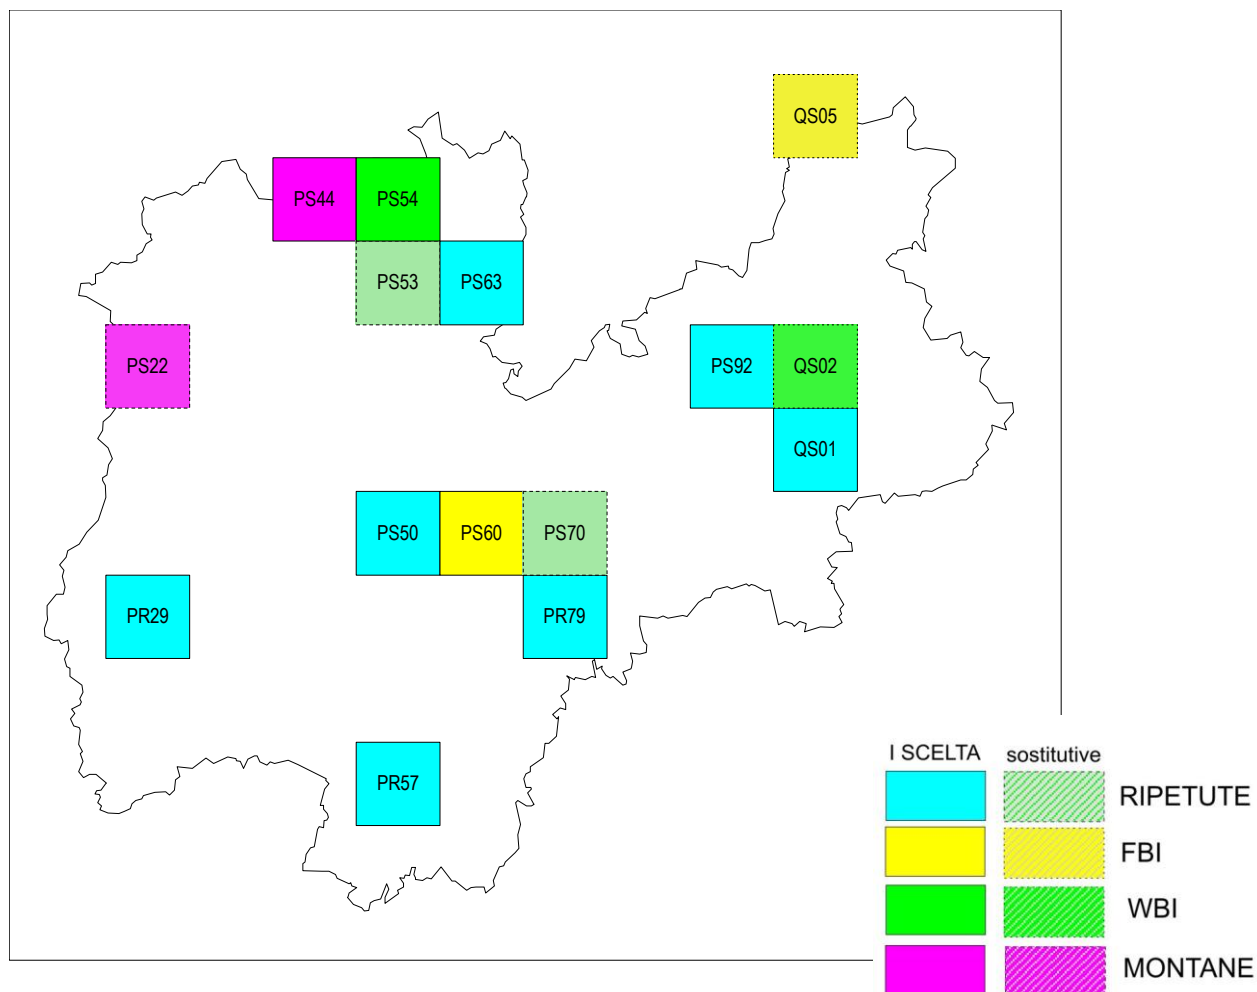 QS05
PS44 PS54
PS53 PS63
PS22 PS92 QS02
QS01
PS50 PS60 PS70
PR29 PR79
PR57
I SCELTA sostitutive
RIPETUTE
FBI
WBI
MONTANE